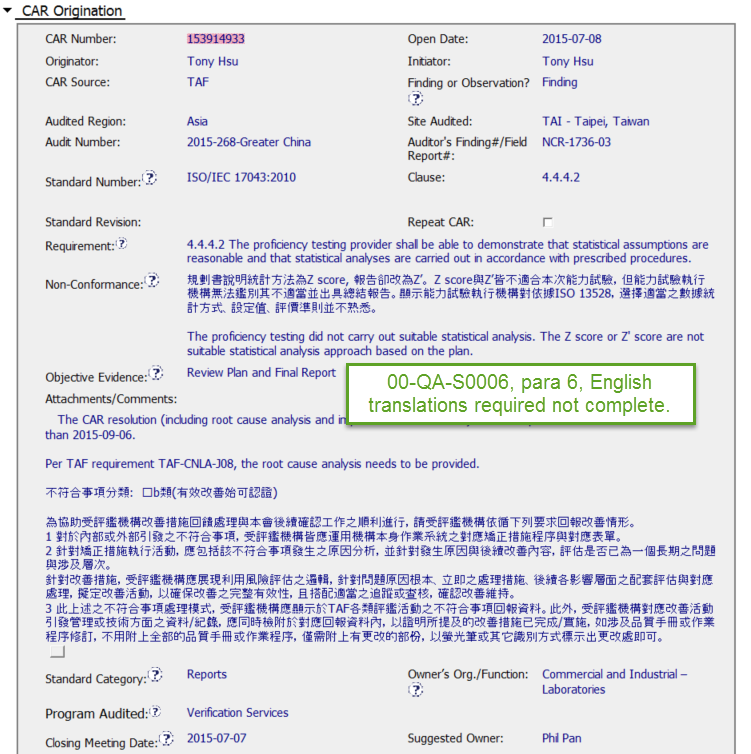 CAR Origination
CAR Number: 153914933 Open Date: 2015-07-08
Originator: Tony Hsu Initiator: Tony Hsu
CAR Source: TAF Finding or Observation? Finding
Audited Region: Asia Site Audited: TAI - Taipei, Taiwan
Audit Number: 2015-268-Greater China Auditor's Finding#/Field Report#: NCR-1736-03
Standard Number: ISO/IEC 17043:2010 Clause: 4.4.4.2
Standard Revision: Repeat CAR:
Requirement: 4.4.4.2 The proficiency testing provider shall be able to demonstrate that statistical assumptions are
reasonable and that statistical analyses are carried out in accordance with prescribed procedures.
Non-Conformance: 規劃書說明統計方法為Z score, 報告卻改為Z'。Z score與Z'皆不適合本次能力試驗, 但能力試驗執行
機構無法鑑別其不適當並出具總結報告。顯示能力試驗執行機構對依據ISO 13528, 選擇適當之數據統
計方式、設定值、評價準則並不熟悉。
The proficiency testing did not carry out suitable statistical analysis. The Z score or Z' score are not
suitable statistical analysis approach based on the plan.
Objective Evidence: Review Plan and Final Report
00-QA-S0006, para 6, English
translations required not complete.
Attachments/Comments:
The CAR resolution (including root cause analysis and
than 2015-09-06.
Per TAF requirement TAF-CNLA-J08, the root cause analysis needs to be provided.
不符合事項分類: □b類(有效改善始可認證)
為協助受評鑑機構改善措施回饋處理與本會後續確認工作之順利進行, 請受評鑑機構依循下列要求回報改善情形。
1 對於內部或外部引發之不符合事項, 受評鑑機構皆應運用機構本身作業系統之對應矯正措施程序與對應表單。
2 針對矯正措施執行活動, 應包括該不符合事項發生之原因分析, 並針對發生原因與後續改善內容, 評估是否已為一個長期之問題
與涉及層次。
針對改善措施, 受評鑑機構應展現利用風險評估之邏輯, 針對問題原因根本、立即之處理措施、後續各影響層面之配套評估與對應
處理, 擬定改善活動, 以確保改善之完整有效性, 且搭配適當之追蹤或查核, 確認改善維持。
3 此上述之不符合事項處理模式, 受評鑑機構應顯示於TAF各類評鑑活動之不符合事項回報資料。此外, 受評鑑機構對應改善活動
引發管理或技術方面之資料/紀錄, 應同時檢附於對應回報資料內, 以證明所提及的改善措施已完成/實施, 如涉及品質手冊或作業
程序修訂, 不用附上全部的品質手冊或作業程序, 僅需附上有更改的部份, 以螢光筆或其它識別方式標示出更改處即可。
Standard Category: Reports Owner's Org./Function: Commercial and Industrial – Laboratories
Program Audited: Verification Services
Closing Meeting Date: 2015-07-07 Suggested Owner: Phil Pan